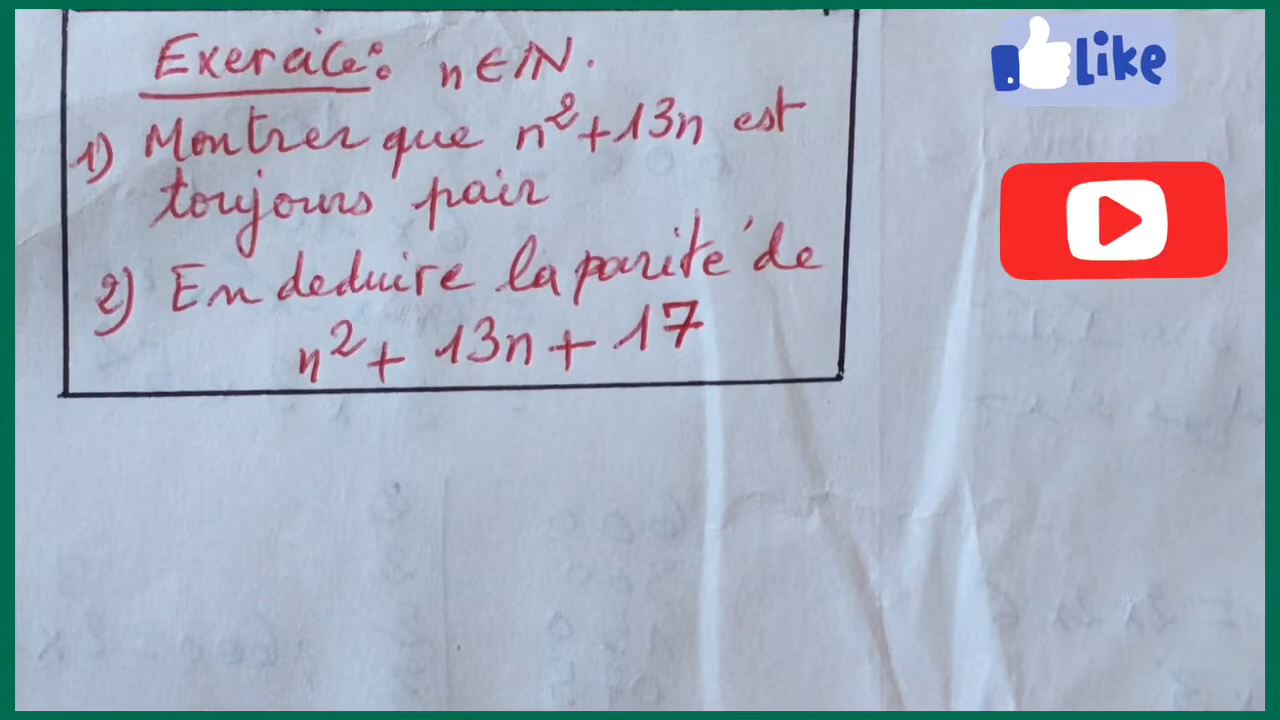 Exercice: n ∈ ℕ.
1) Montrer que n²+13n est
toujours pair
2) En deduire la parité de
n² + 13n + 17
Like